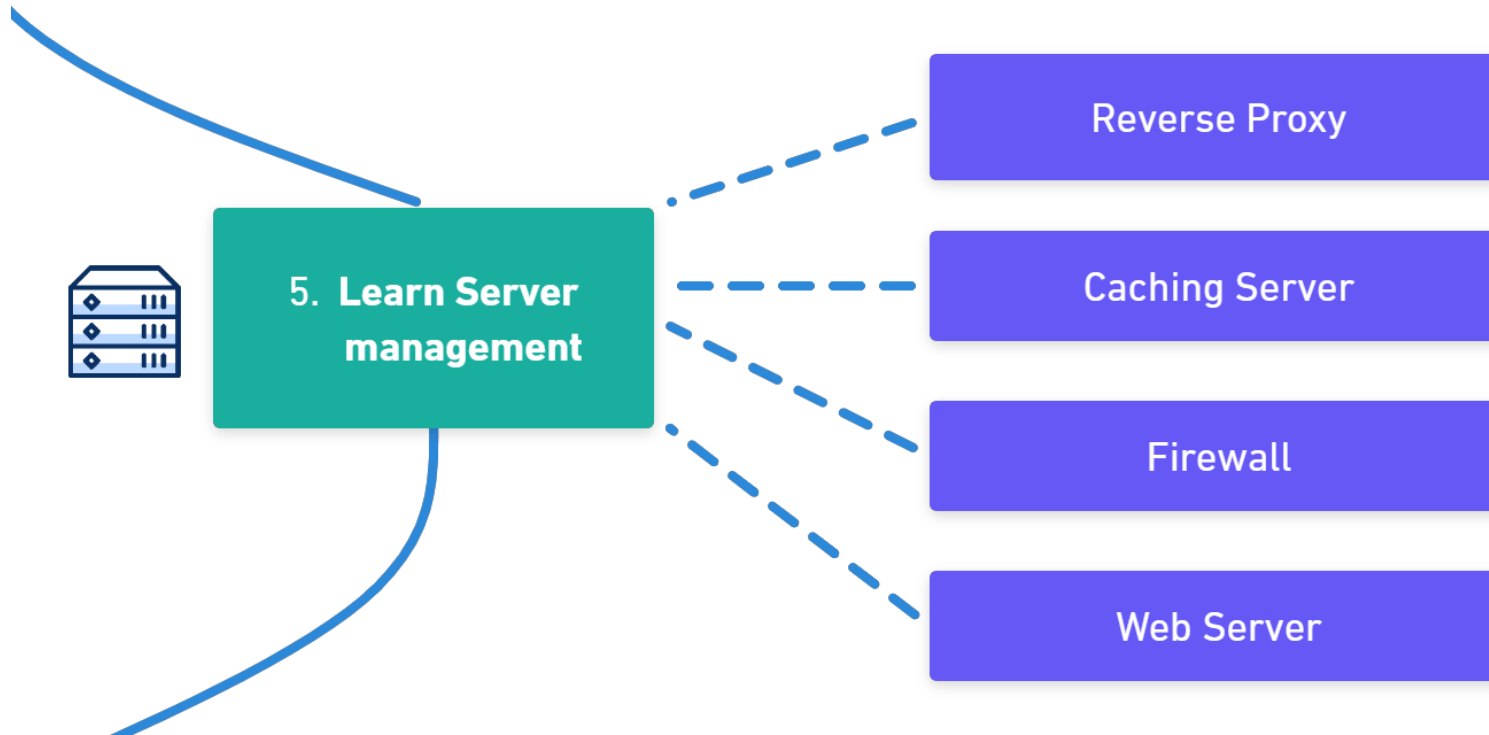 5. Learn Server
management
Reverse Proxy
Caching Server
Firewall
Web Server